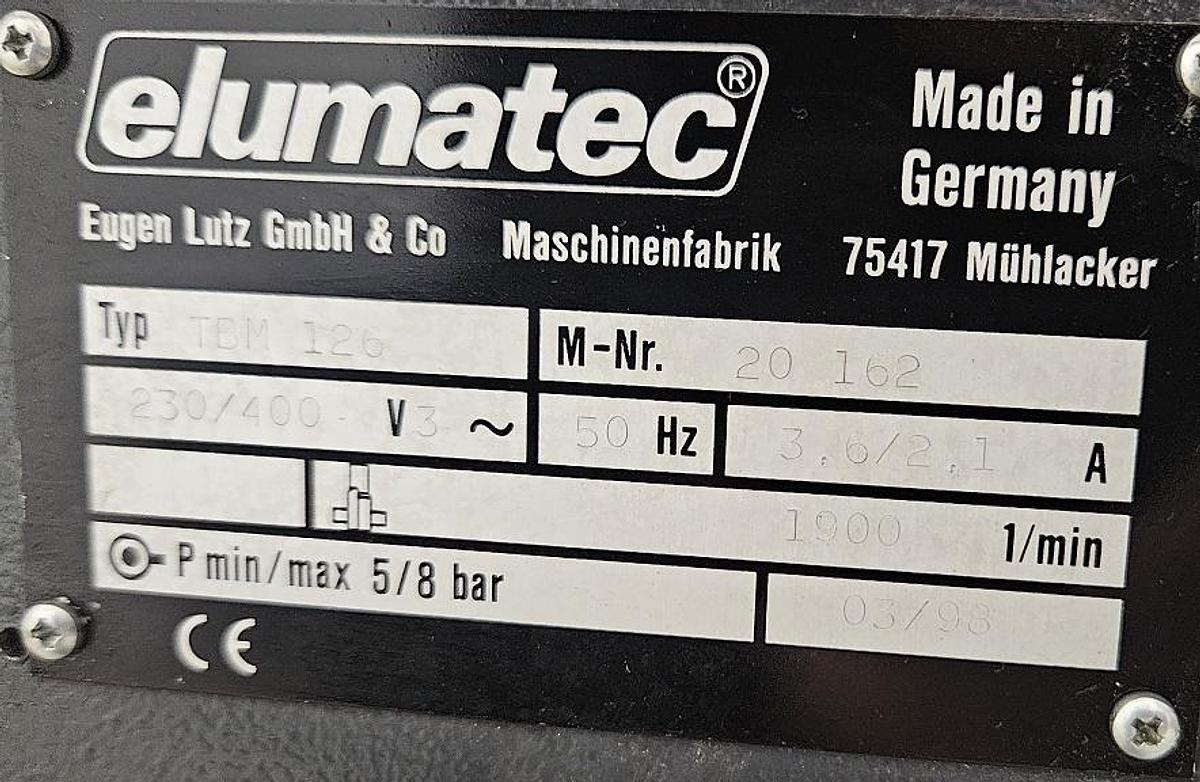 elumatec®
Made in
Germany
Eugen Lutz GmbH & Co Maschinenfabrik 75417 Mühlacker
Typ TBM 126 M-Nr. 20 162
230/400 V 3 ~ 50 Hz 3,6/2,1 A
1900 1/min
P min/max 5/8 bar 03/98
CE